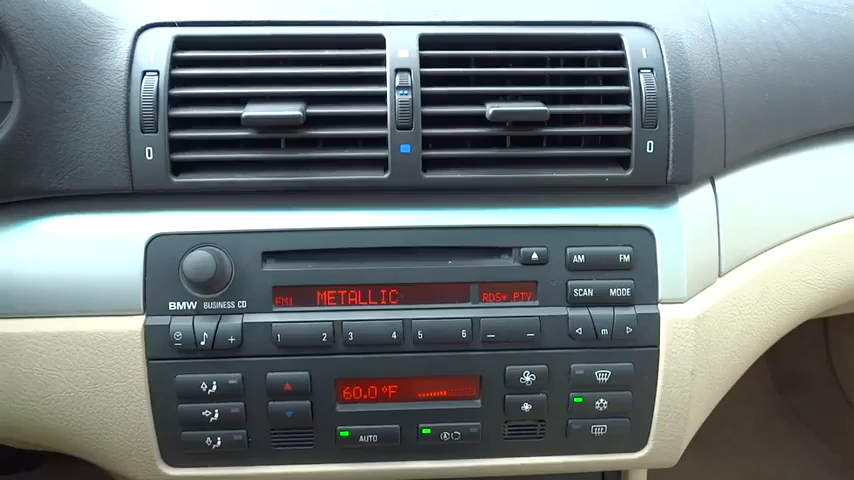 0
0
BMW BUSINESS CD
FM1 METALLIC RDS* PTY
AM FM
SCAN MODE
1 2 3 4 5 6
m
60.0°F
AUTO
A